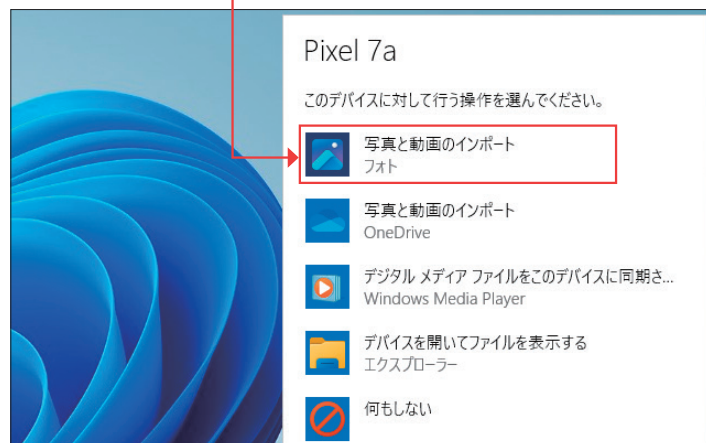 Pixel 7a
このデバイスに対して行う操作を選んでください。
写真と動画のインポート
フォト
写真と動画のインポート
OneDrive
デジタル メディア ファイルをこのデバイスに同期さ...
Windows Media Player
デバイスを開いてファイルを表示する
エクスプローラー
何もしない